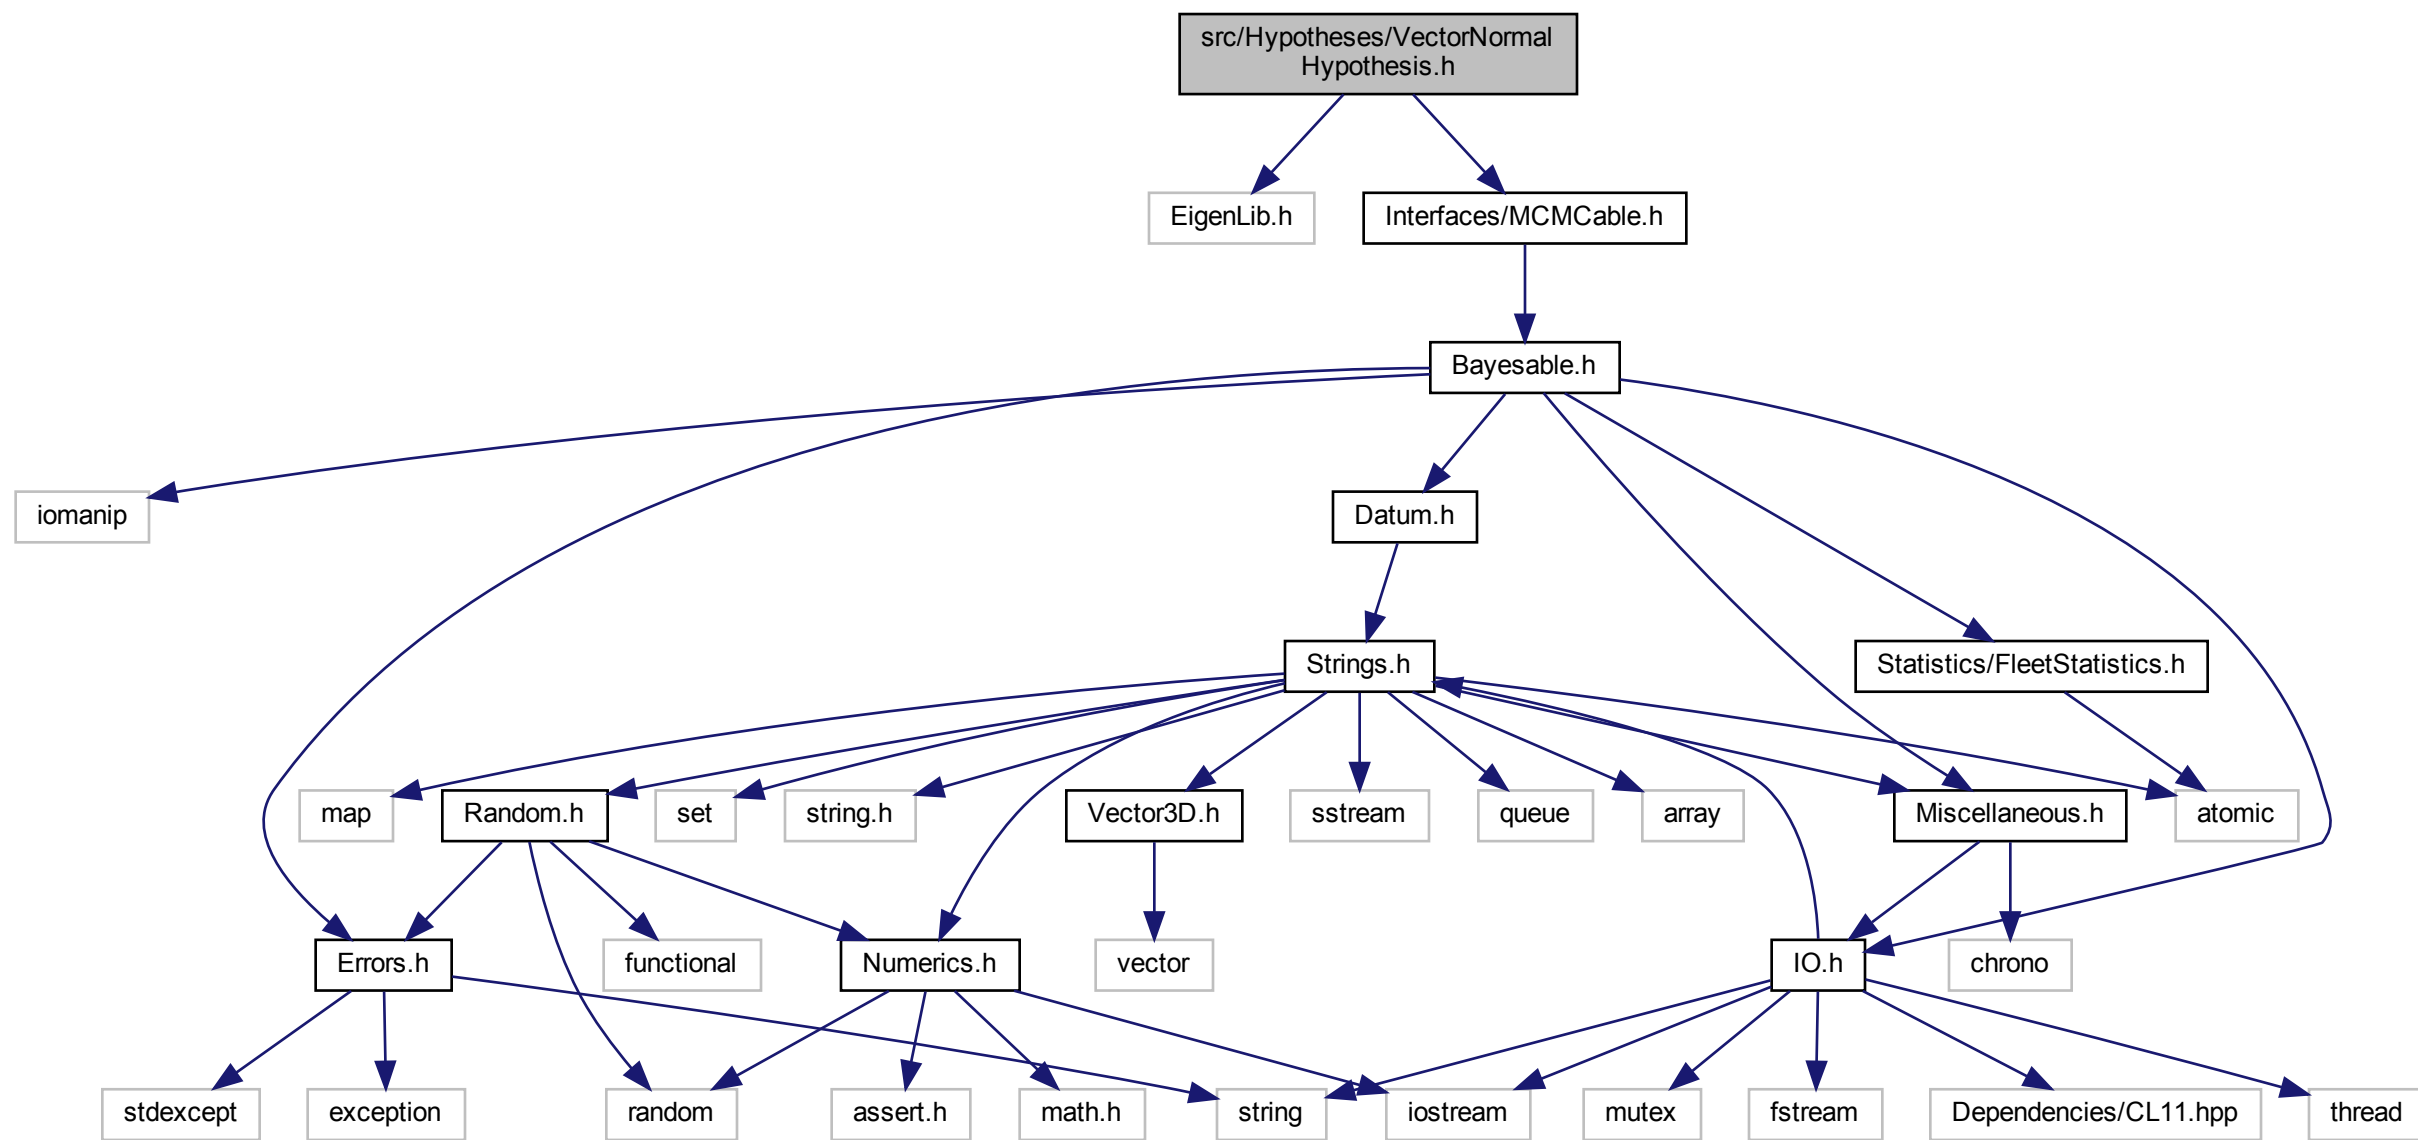 src/Hypotheses/VectorNormal
Hypothesis.h
EigenLib.h
Interfaces/MCMCable.h
Bayesable.h
iomanip
Datum.h
Strings.h
Statistics/FleetStatistics.h
map
Random.h
set
string.h
Vector3D.h
sstream
queue
array
Miscellaneous.h
atomic
Errors.h
functional
Numerics.h
vector
IO.h
chrono
stdexcept
exception
random
assert.h
math.h
string
iostream
mutex
fstream
Dependencies/CL11.hpp
thread